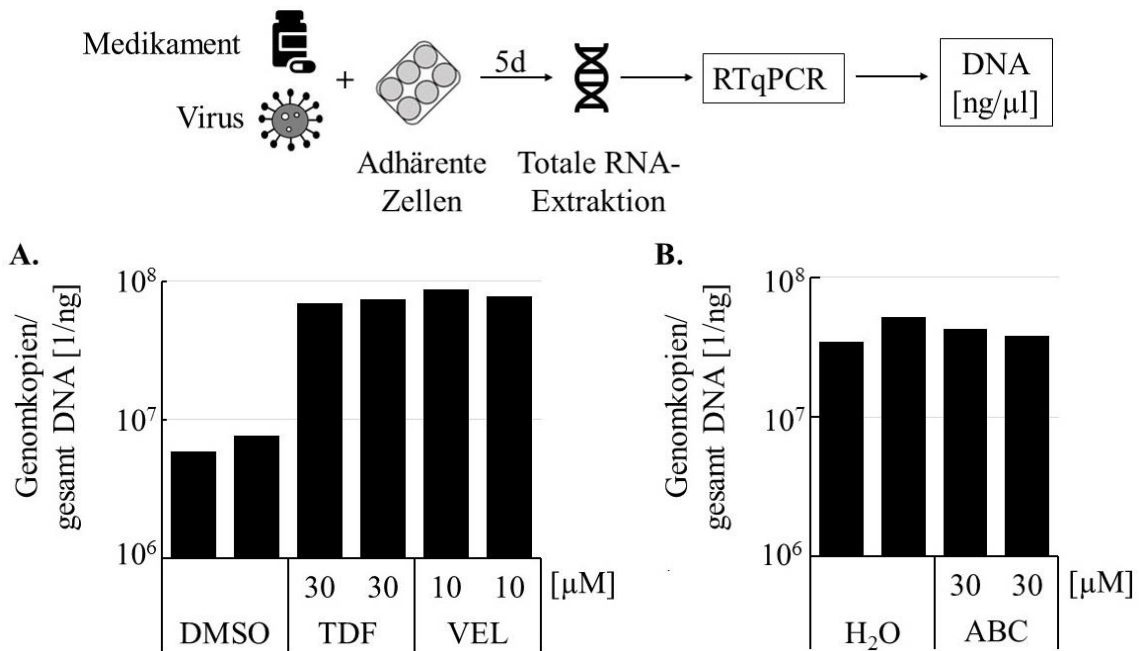 Medikament
Virus
+
5d
Adhärente
Zellen
Totale RNA-
Extraktion
RTqPCR
DNA
[ng/µl]
A.
Genomkopien/
gesamt DNA [1/ng]
10⁸
10⁷
10⁶
30 30 10 10 [µM]
DMSO TDF VEL
B.
Genomkopien/
gesamt DNA [1/ng]
10⁸
10⁷
10⁶
30 30 [µM]
H₂O ABC